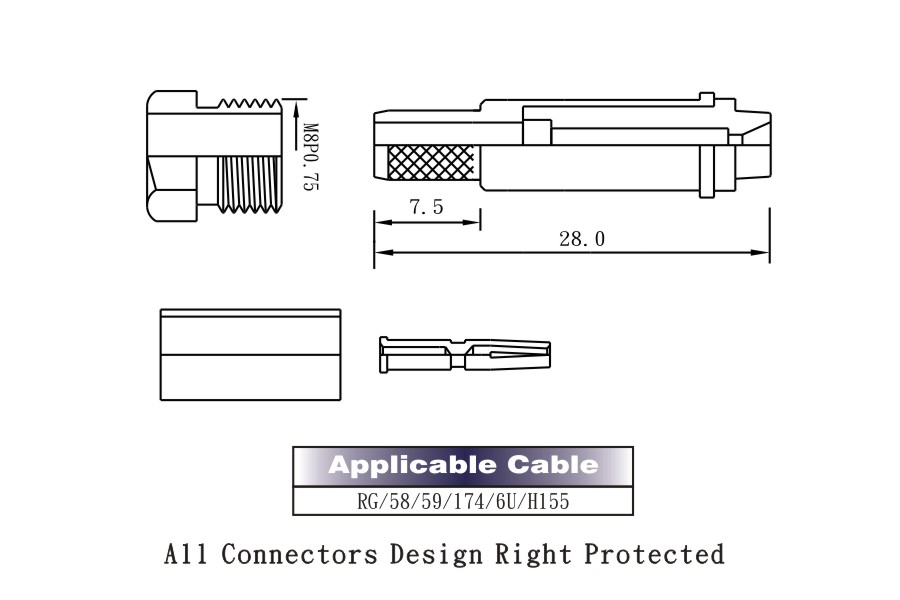 M8P0.75
7.5
28.0
Applicable Cable
RG/58/59/174/6U/H155
All Connectors Design Right Protected